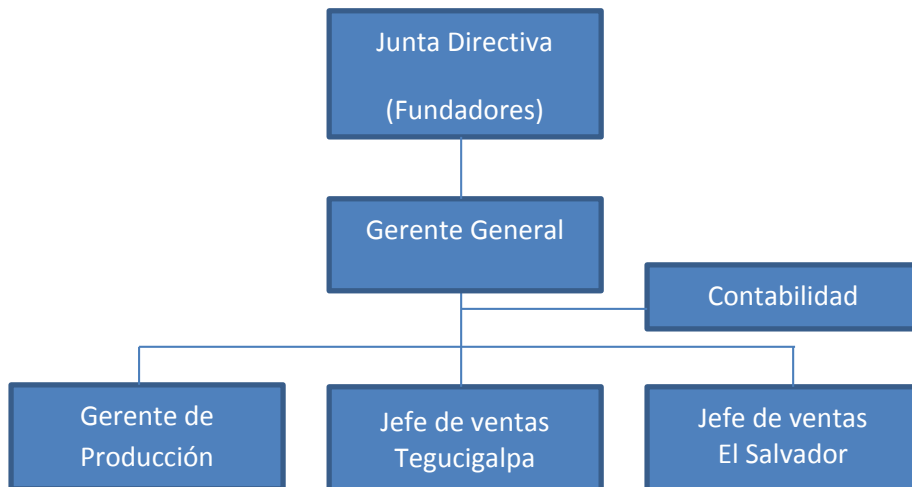 Junta Directiva
(Fundadores)
Gerente General
Contabilidad
Gerente de
Producción
Jefe de ventas
Tegucigalpa
Jefe de ventas
El Salvador